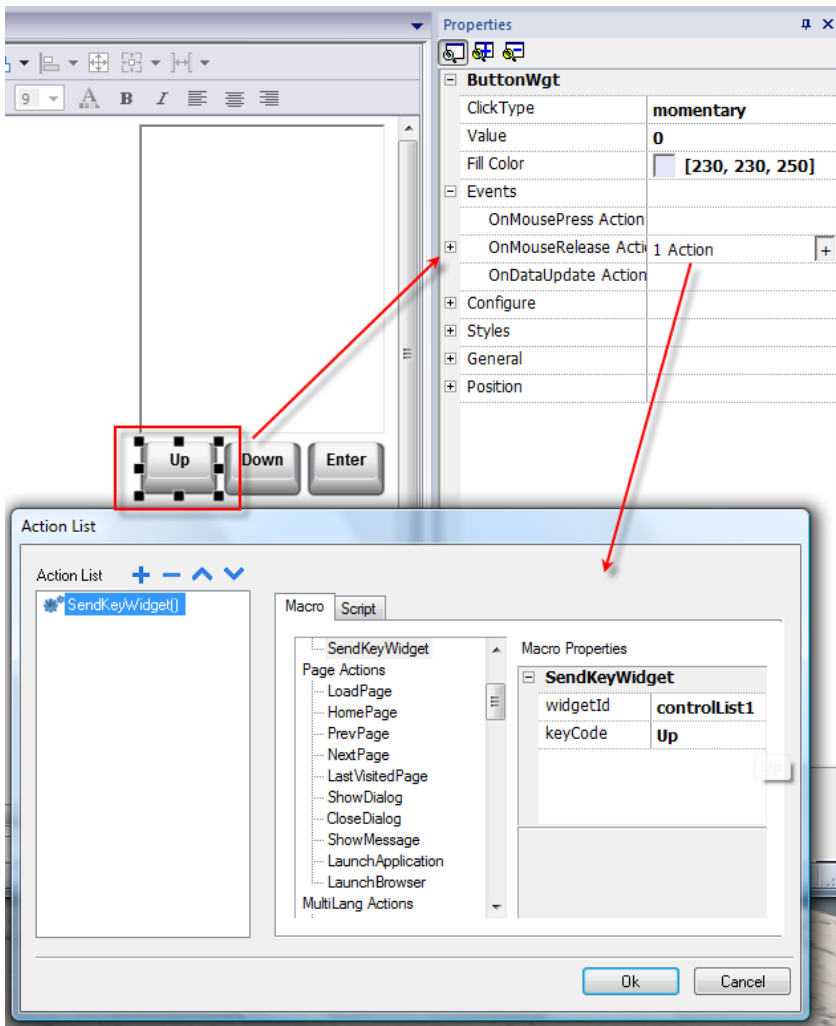 Properties
9 A B I
ButtonWgt
ClickType momentary
Value 0
Fill Color [230, 230, 250]
Events
OnMousePress Action
OnMouseRelease Acti 1 Action +
OnDataUpdate Action
Configure
Styles
General
Position
Up Down Enter
Action List
Action List
SendKeyWidget()
Macro Script
SendKeyWidget
Page Actions
LoadPage
HomePage
PrevPage
NextPage
LastVisitedPage
ShowDialog
CloseDialog
ShowMessage
LaunchApplication
LaunchBrowser
MultiLang Actions
Macro Properties
SendKeyWidget
widgetId controlList1
keyCode Up
Up
Ok Cancel